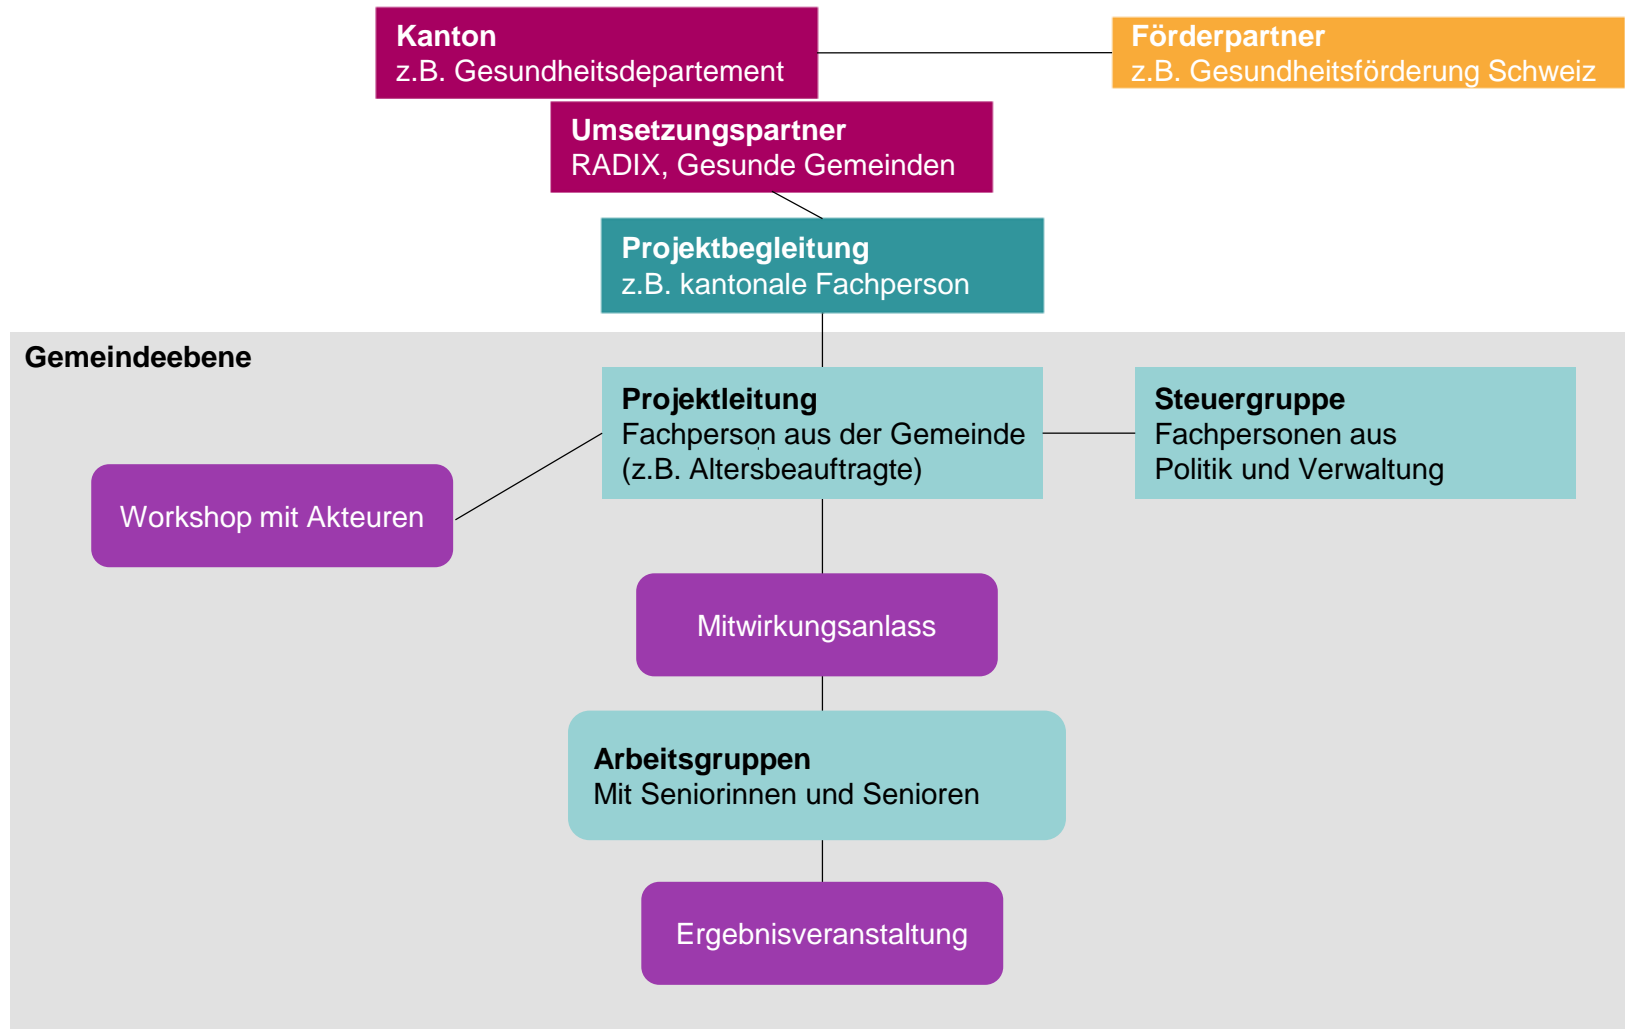 Kanton
z.B. Gesundheitsdepartement
Förderpartner
z.B. Gesundheitsförderung Schweiz
Umsetzungspartner
RADIX, Gesunde Gemeinden
Projektbegleitung
z.B. kantonale Fachperson
Gemeindeebene
Projektleitung
Fachperson aus der Gemeinde
(z.B. Altersbeauftragte)
Steuergruppe
Fachpersonen aus
Politik und Verwaltung
Workshop mit Akteuren
Mitwirkungsanlass
Arbeitsgruppen
Mit Seniorinnen und Senioren
Ergebnisveranstaltung